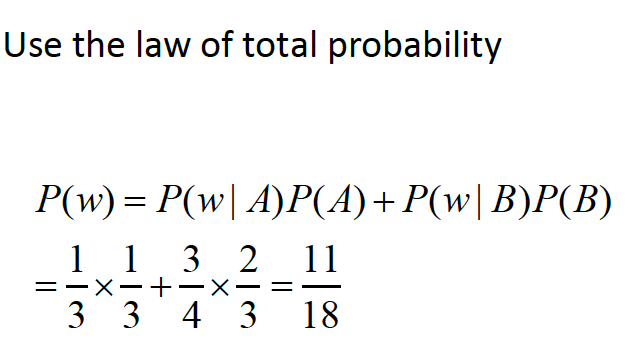 Use the law of total probability
P(w) = P(w| A)P(A)+P(w| B)P(B)
= 1/3 × 1/3 + 3/4 × 2/3 = 11/18